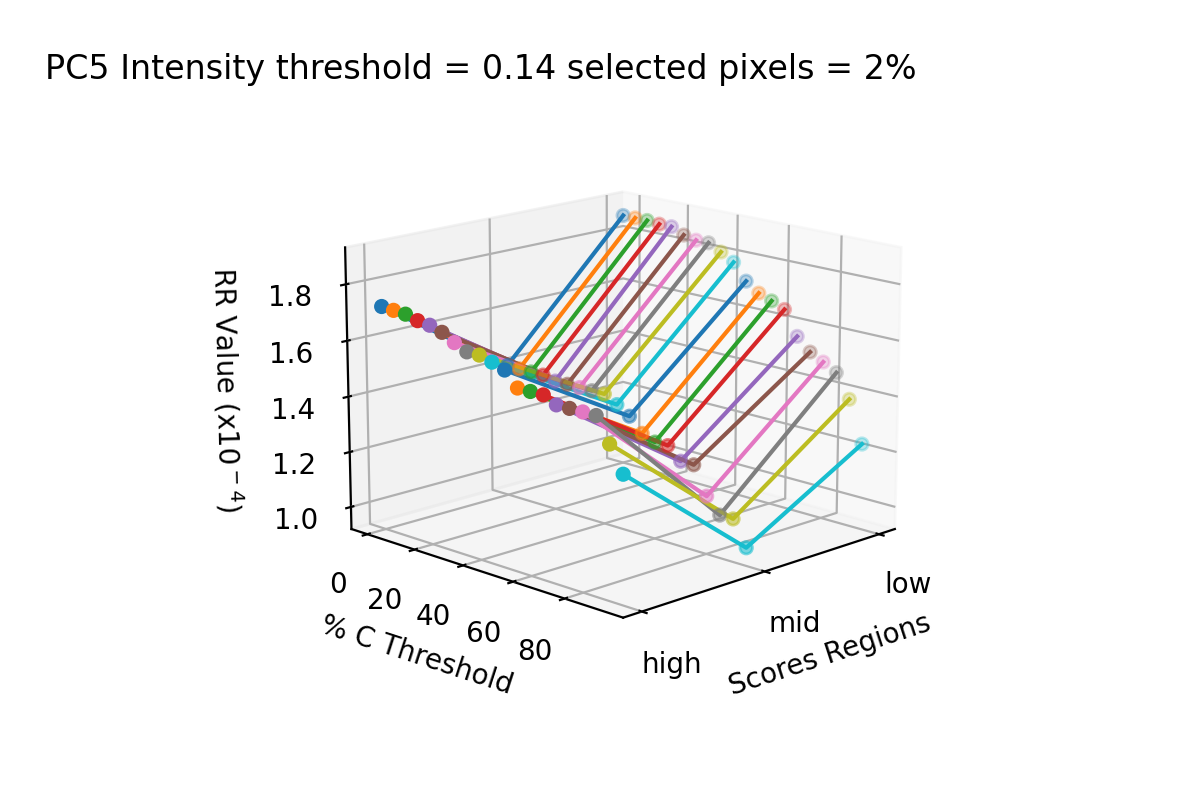 PC5 Intensity threshold = 0.14 selected pixels = 2%
RR Value (x10⁻⁴)
1.8
1.6
1.4
1.2
1.0
0
20
40
60
80
% C Threshold
high
mid
low
Scores Regions